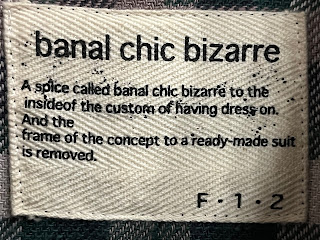 banal chic bizarre
A spice called banal chic bizarre to the
insideof the custom of having dress on.
And the
frame of the concept to a ready-made suit
is removed.
F・1・2